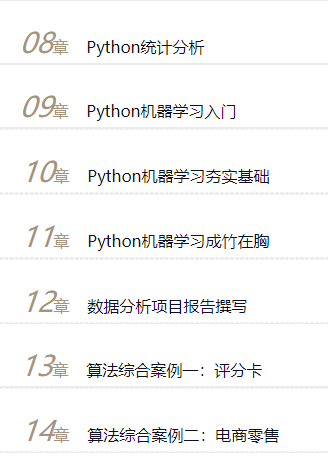 08章 Python统计分析
09章 Python机器学习入门
10章 Python机器学习夯实基础
11章 Python机器学习成竹在胸
12章 数据分析项目报告撰写
13章 算法综合案例一：评分卡
14章 算法综合案例二：电商零售